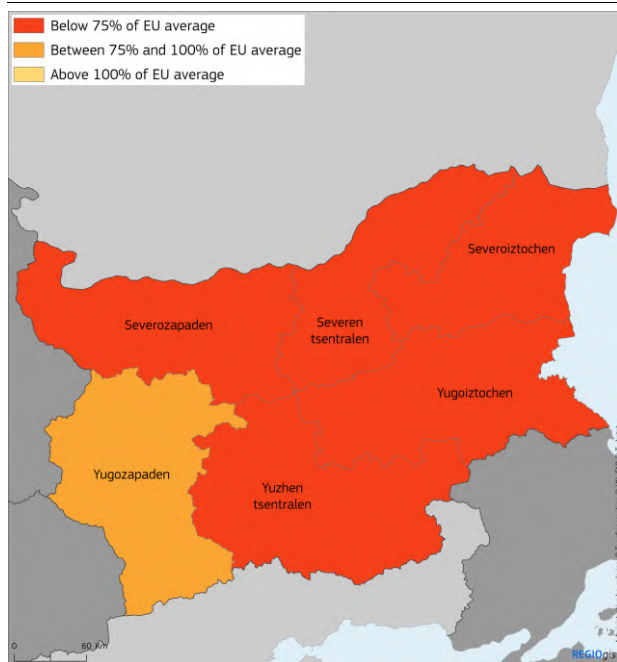 Below 75% of EU average
Between 75% and 100% of EU average
Above 100% of EU average
Severoiztochen
Severozapaden
Severen
tsentralen
Yugoiztochen
Yugozapaden
Yuzhen
tsentralen
0 60 Km
REGIOgis